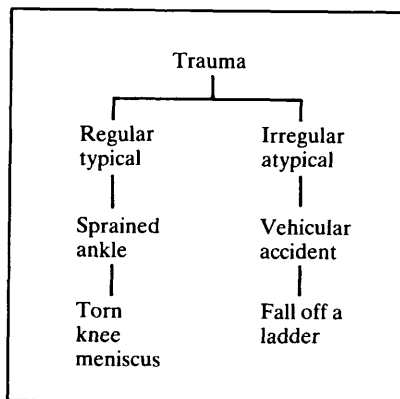 Trauma
Regular
typical
Irregular
atypical
Sprained
ankle
Vehicular
accident
Torn
knee
meniscus
Fall off a
ladder